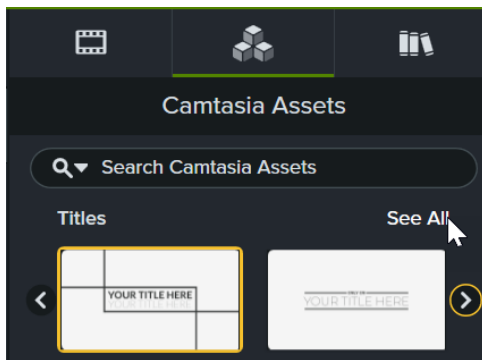 Camtasia Assets
Search Camtasia Assets
Titles See All
YOUR TITLE HERE
YOUR TITLE HERE